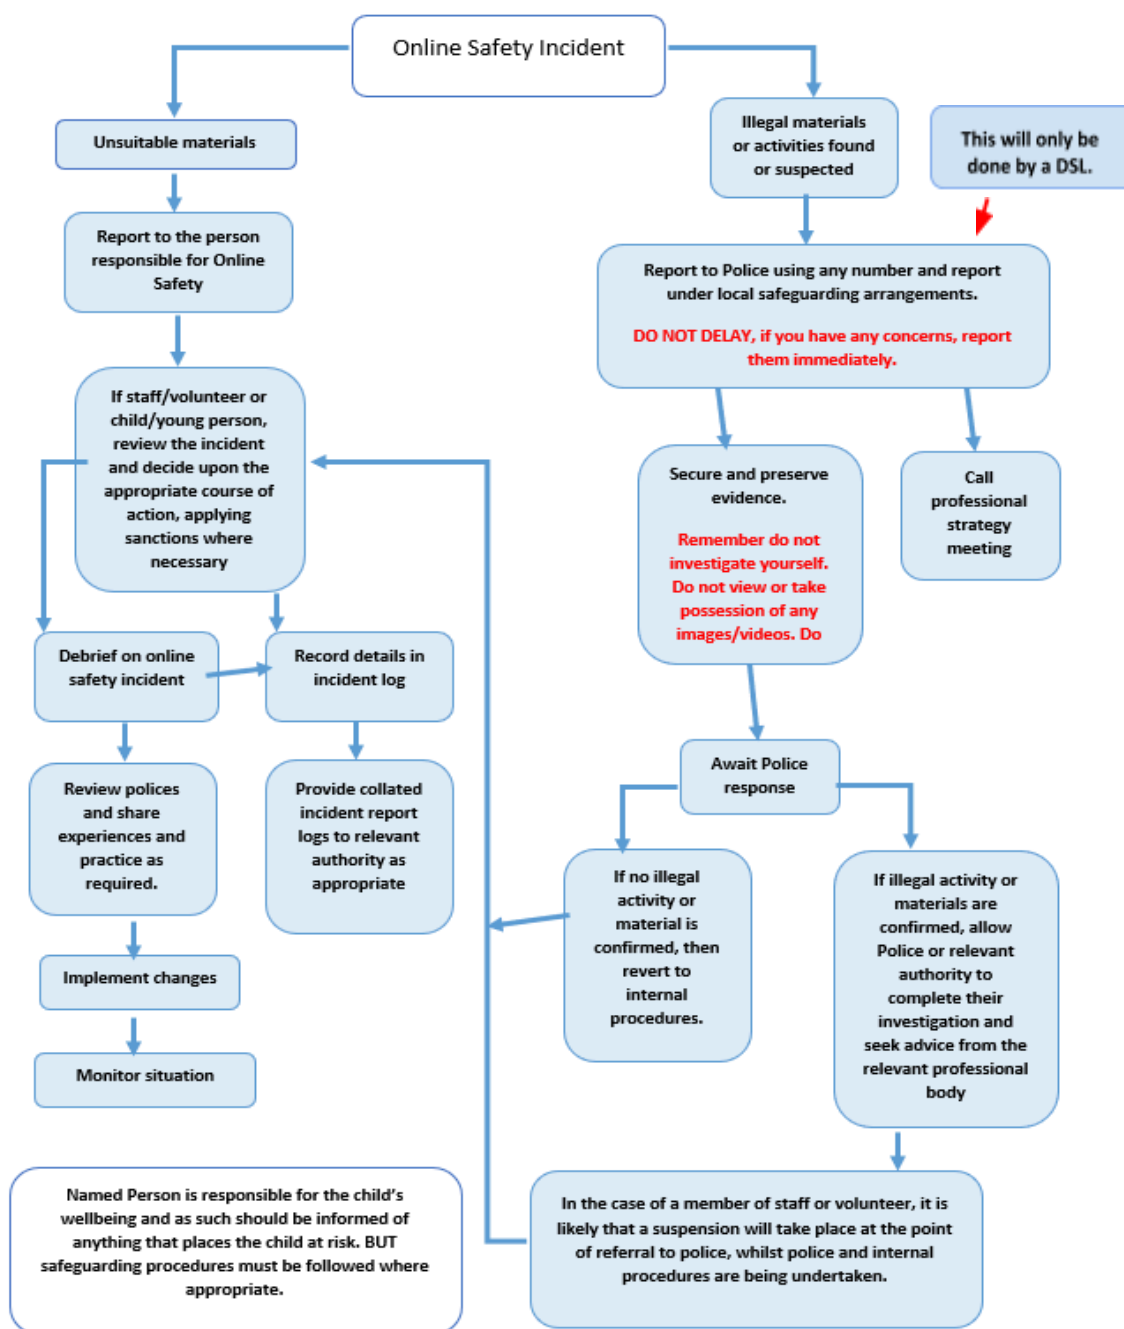 Online Safety Incident
Unsuitable materials
Illegal materials
or activities found
or suspected
This will only be
done by a DSL.
Report to the person
responsible for Online
Safety
Report to Police using any number and report
under local safeguarding arrangements.
DO NOT DELAY, if you have any concerns, report
them immediately.
If staff/volunteer or
child/young person,
review the incident
and decide upon the
appropriate course of
action, applying
sanctions where
necessary
Secure and preserve
evidence.
Remember do not
investigate yourself.
Do not view or take
possession of any
images/videos. Do
Call
professional
strategy
meeting
Debrief on online
safety incident
Record details in
incident log
Review polices
and share
experiences and
practice as
required.
Provide collated
incident report
logs to relevant
authority as
appropriate
Await Police
response
If no illegal
activity or
material is
confirmed, then
revert to
internal
procedures.
If illegal activity or
materials are
confirmed, allow
Police or relevant
authority to
complete their
investigation and
seek advice from the
relevant professional
body
Implement changes
Monitor situation
Named Person is responsible for the child's
wellbeing and as such should be informed of
anything that places the child at risk. BUT
safeguarding procedures must be followed where
appropriate.
In the case of a member of staff or volunteer, it is
likely that a suspension will take place at the point
of referral to police, whilst police and internal
procedures are being undertaken.